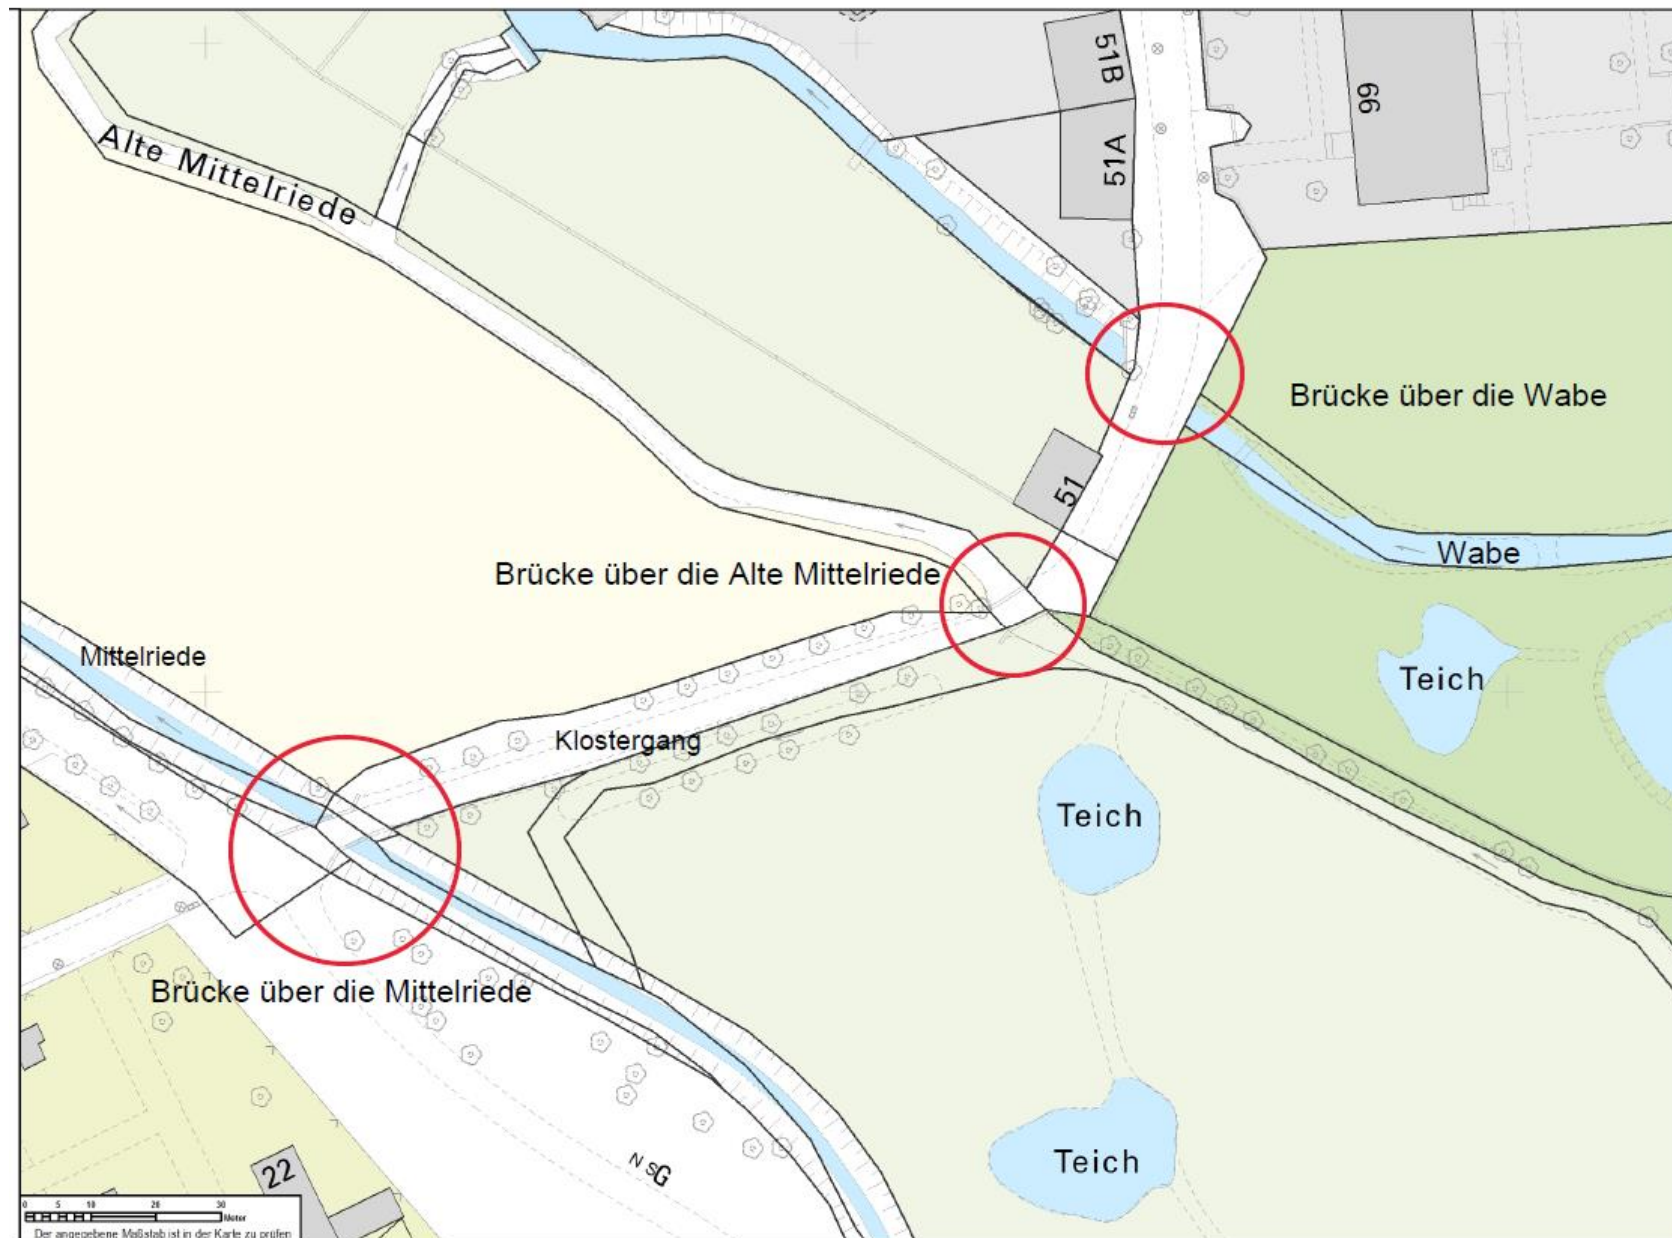 51B
99
51A
Alte Mittelriede
Brücke über die Wabe
51
Wabe
Brücke über die Alte Mittelriede
Mittelriede
Teich
Klostergang
Teich
Brücke über die Mittelriede
NSG
Teich
22
0 5 10 20 30
Meter
Der angegebene Maßstab ist in der Karte zu prüfen